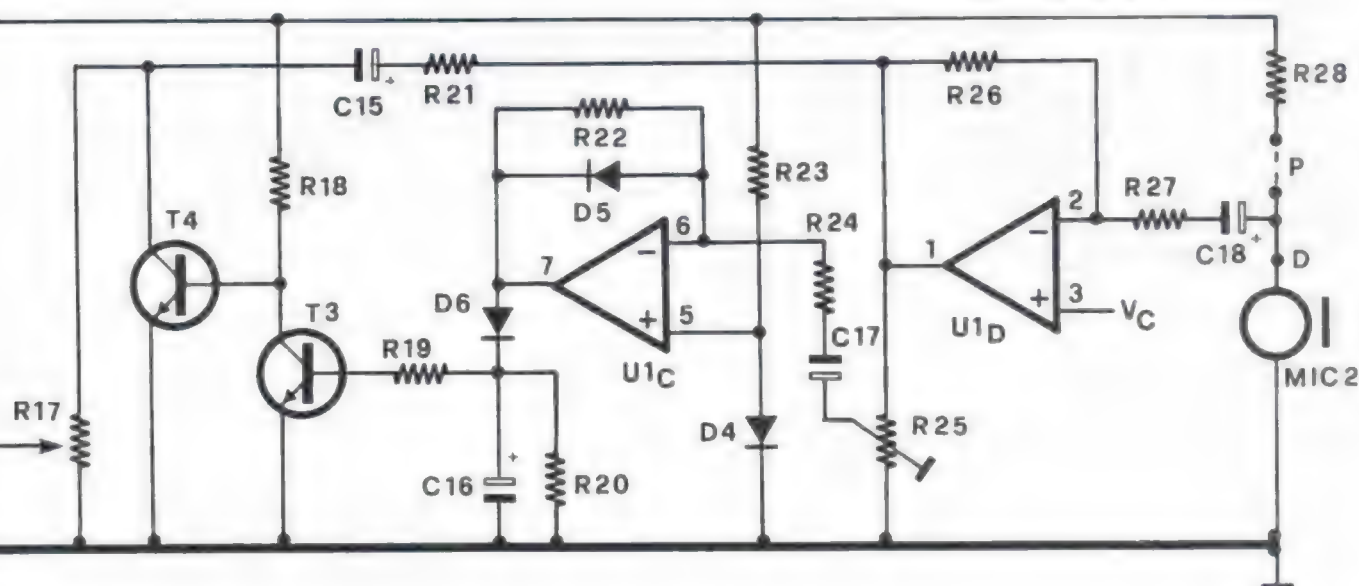 C15
R21
R26
R28
R22
P
R18
R23
R27
D5
2
T4
R24
−
C18
+
D
6
−
1
7
3
+
VC
D6
T3
5
+
C17
U1D
R19
U1C
MIC2
R17
R25
D4
+
C16
R20
+